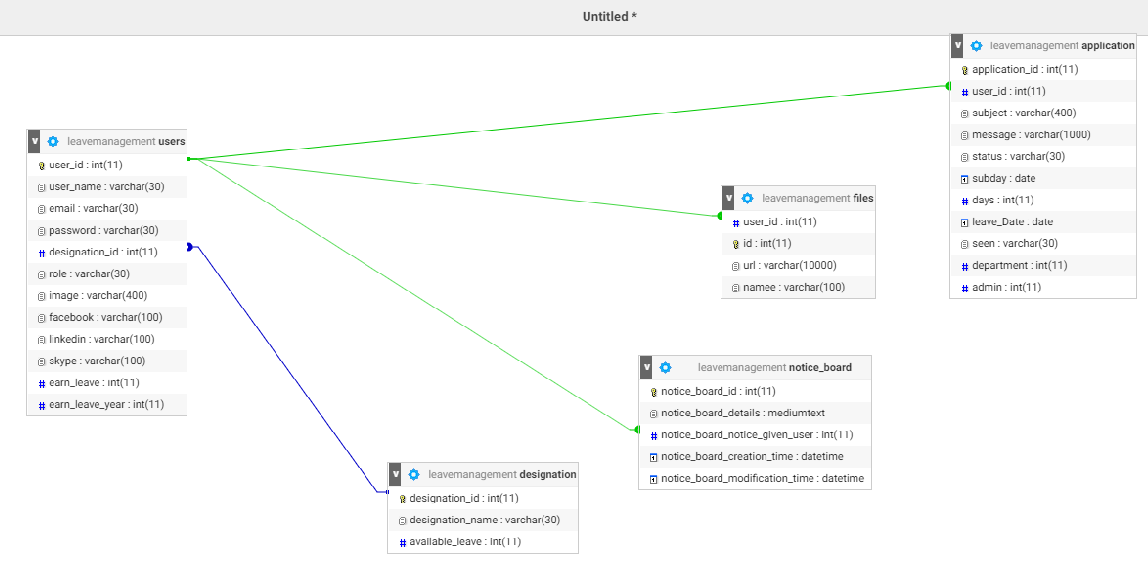 Untitled *
leavemanagement users
user_id : int(11)
user_name : varchar(30)
email : varchar(30)
password : varchar(30)
designation_id : int(11)
role : varchar(30)
image : varchar(400)
facebook : varchar(100)
linkedin : varchar(100)
skype : varchar(100)
earn_leave : int(11)
earn_leave_year : int(11)
leavemanagement designation
designation_id : int(11)
designation_name : varchar(30)
available_leave : int(11)
leavemanagement notice_board
notice_board_id : int(11)
notice_board_details : mediumtext
notice_board_notice_given_user : int(11)
notice_board_creation_time : datetime
notice_board_modification_time : datetime
leavemanagement files
user_id : int(11)
id : int(11)
url : varchar(10000)
namee : varchar(100)
leavemanagement application
application_id : int(11)
user_id : int(11)
subject : varchar(400)
message : varchar(1000)
status : varchar(30)
subday : date
days : int(11)
leave_Date : date
seen : varchar(30)
department : int(11)
admin : int(11)